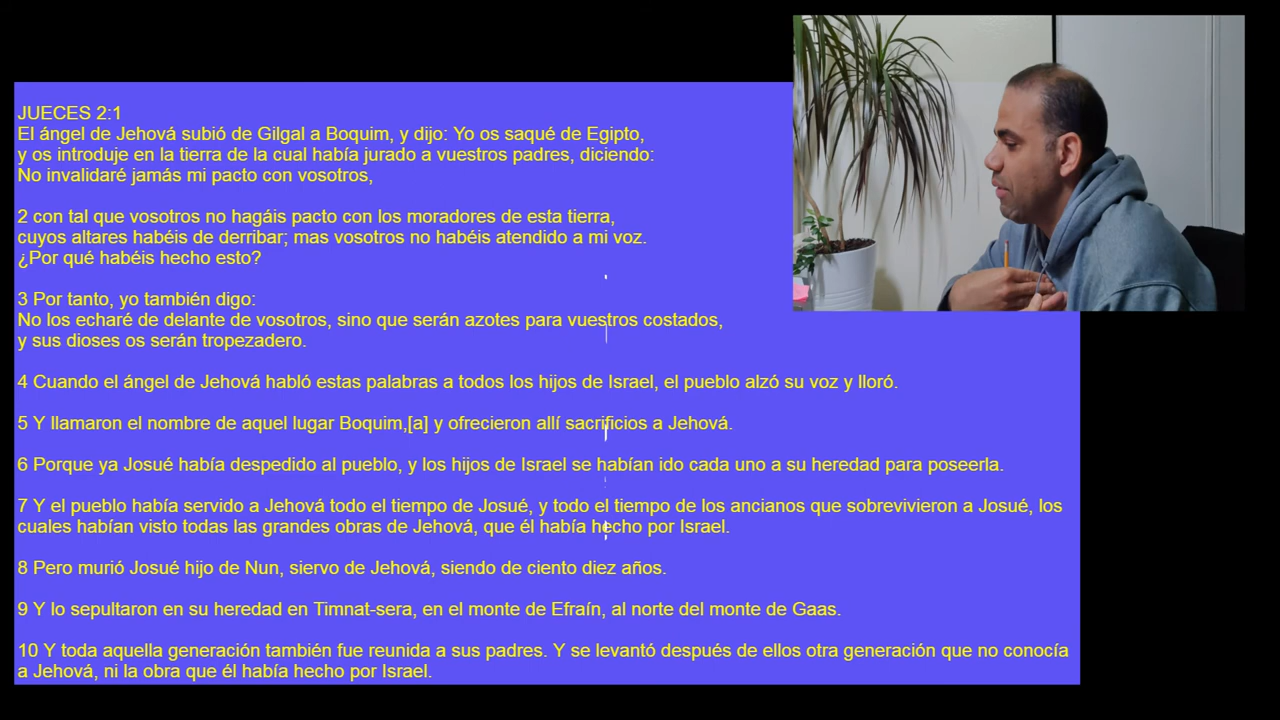 JUECES 2:1
El ángel de Jehová subió de Gilgal a Boquim, y dijo: Yo os saqué de Egipto,
y os introduje en la tierra de la cual había jurado a vuestros padres, diciendo:
No invalidaré jamás mi pacto con vosotros,
2 con tal que vosotros no hagáis pacto con los moradores de esta tierra,
cuyos altares habéis de derribar; mas vosotros no habéis atendido a mi voz.
¿Por qué habéis hecho esto?
3 Por tanto, yo también digo:
No los echaré de delante de vosotros, sino que serán azotes para vuestros costados,
y sus dioses os serán tropezadero.
4 Cuando el ángel de Jehová habló estas palabras a todos los hijos de Israel, el pueblo alzó su voz y lloró.
5 Y llamaron el nombre de aquel lugar Boquim,[a] y ofrecieron allí sacrificios a Jehová.
6 Porque ya Josué había despedido al pueblo, y los hijos de Israel se habían ido cada uno a su heredad para poseerla.
7 Y el pueblo había servido a Jehová todo el tiempo de Josué, y todo el tiempo de los ancianos que sobrevivieron a Josué, los
cuales habían visto todas las grandes obras de Jehová, que él había hecho por Israel.
8 Pero murió Josué hijo de Nun, siervo de Jehová, siendo de ciento diez años.
9 Y lo sepultaron en su heredad en Timnat-sera, en el monte de Efraín, al norte del monte de Gaas.
10 Y toda aquella generación también fue reunida a sus padres. Y se levantó después de ellos otra generación que no conocía
a Jehová, ni la obra que él había hecho por Israel.